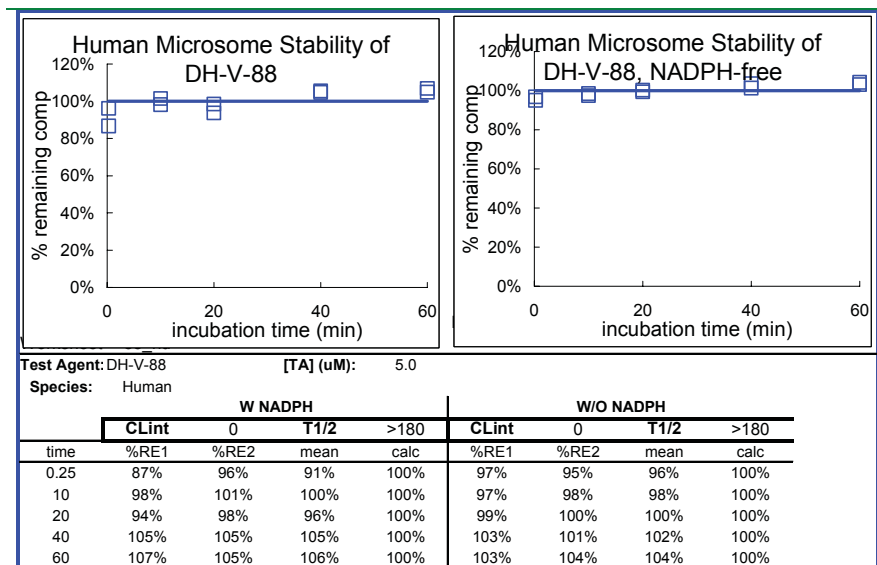 Human Microsome Stability of
DH-V-88
120%
100%
80%
60%
40%
20%
0%
% remaining comp
0 20 40 60
incubation time (min)
Human Microsome Stability of
DH-V-88, NADPH-free
120%
100%
80%
60%
40%
20%
0%
% remaining comp
0 20 40 60
incubation time (min)
Test Agent: DH-V-88 [TA] (uM): 5.0
Species: Human
W NADPH W/O NADPH
CLint 0 T1/2 >180 CLint 0 T1/2 >180
time %RE1 %RE2 mean calc %RE1 %RE2 mean calc
0.25 87% 96% 91% 100% 97% 95% 96% 100%
10 98% 101% 100% 100% 97% 98% 98% 100%
20 94% 98% 96% 100% 99% 100% 100% 100%
40 105% 105% 105% 100% 103% 101% 102% 100%
60 107% 105% 106% 100% 103% 104% 104% 100%